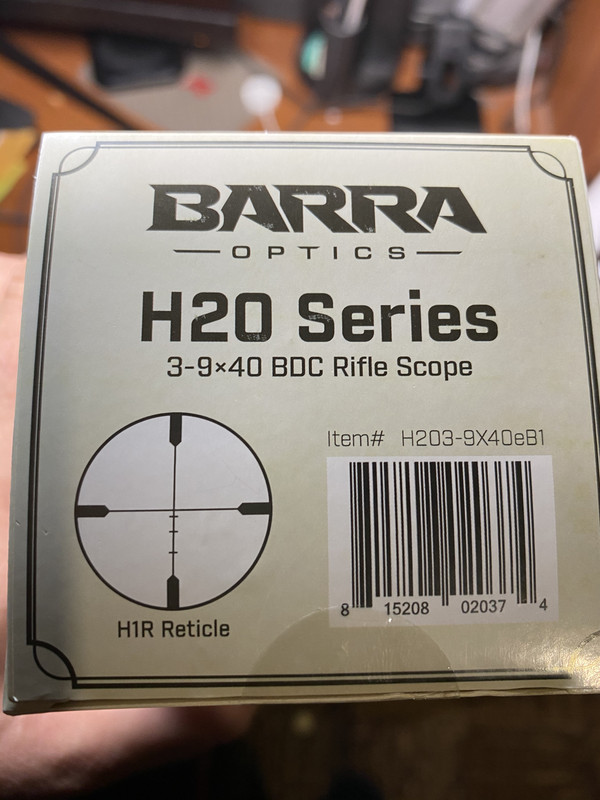 BARRA
OPTICS
H20 Series
3-9×40 BDC Rifle Scope
Item# H203-9X40eB1
8 15208 02037 4
H1R Reticle